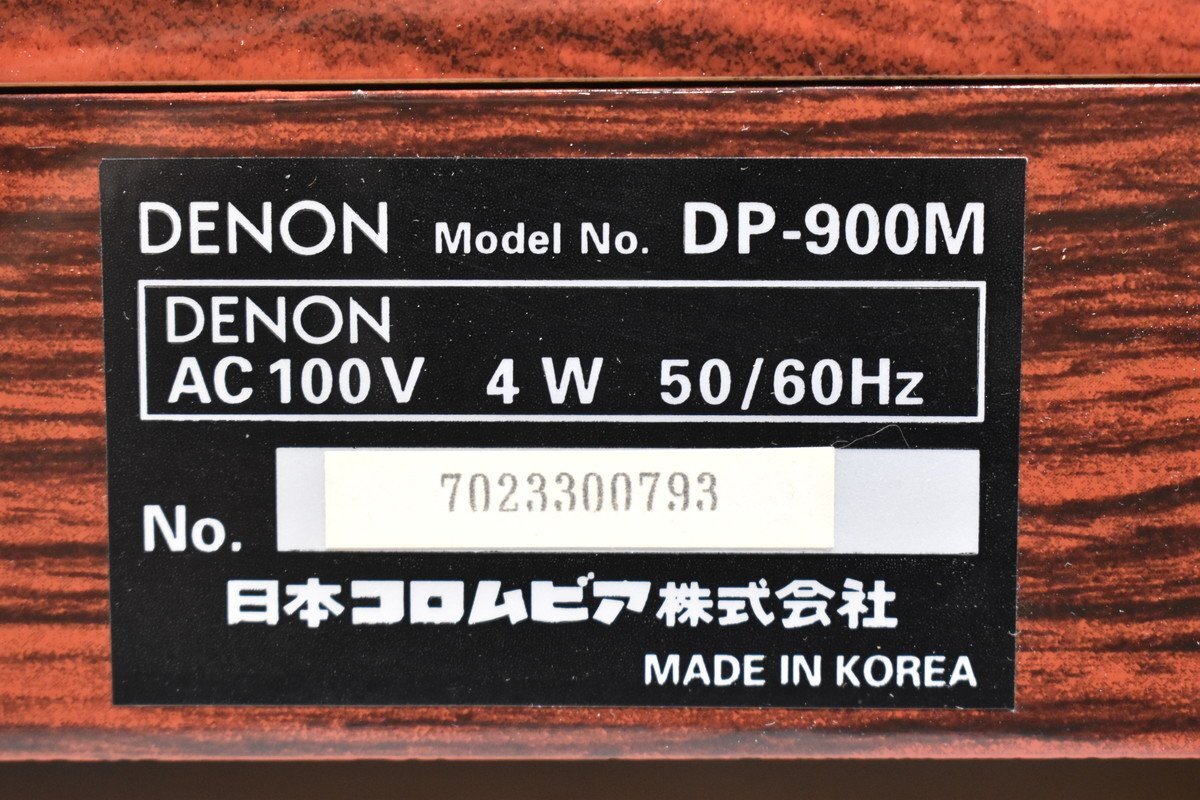 DENON Model No. DP-900M
DENON
AC 100 V 4 W 50/60Hz
No. 7023300793
日本コロムビア株式会社
MADE IN KOREA